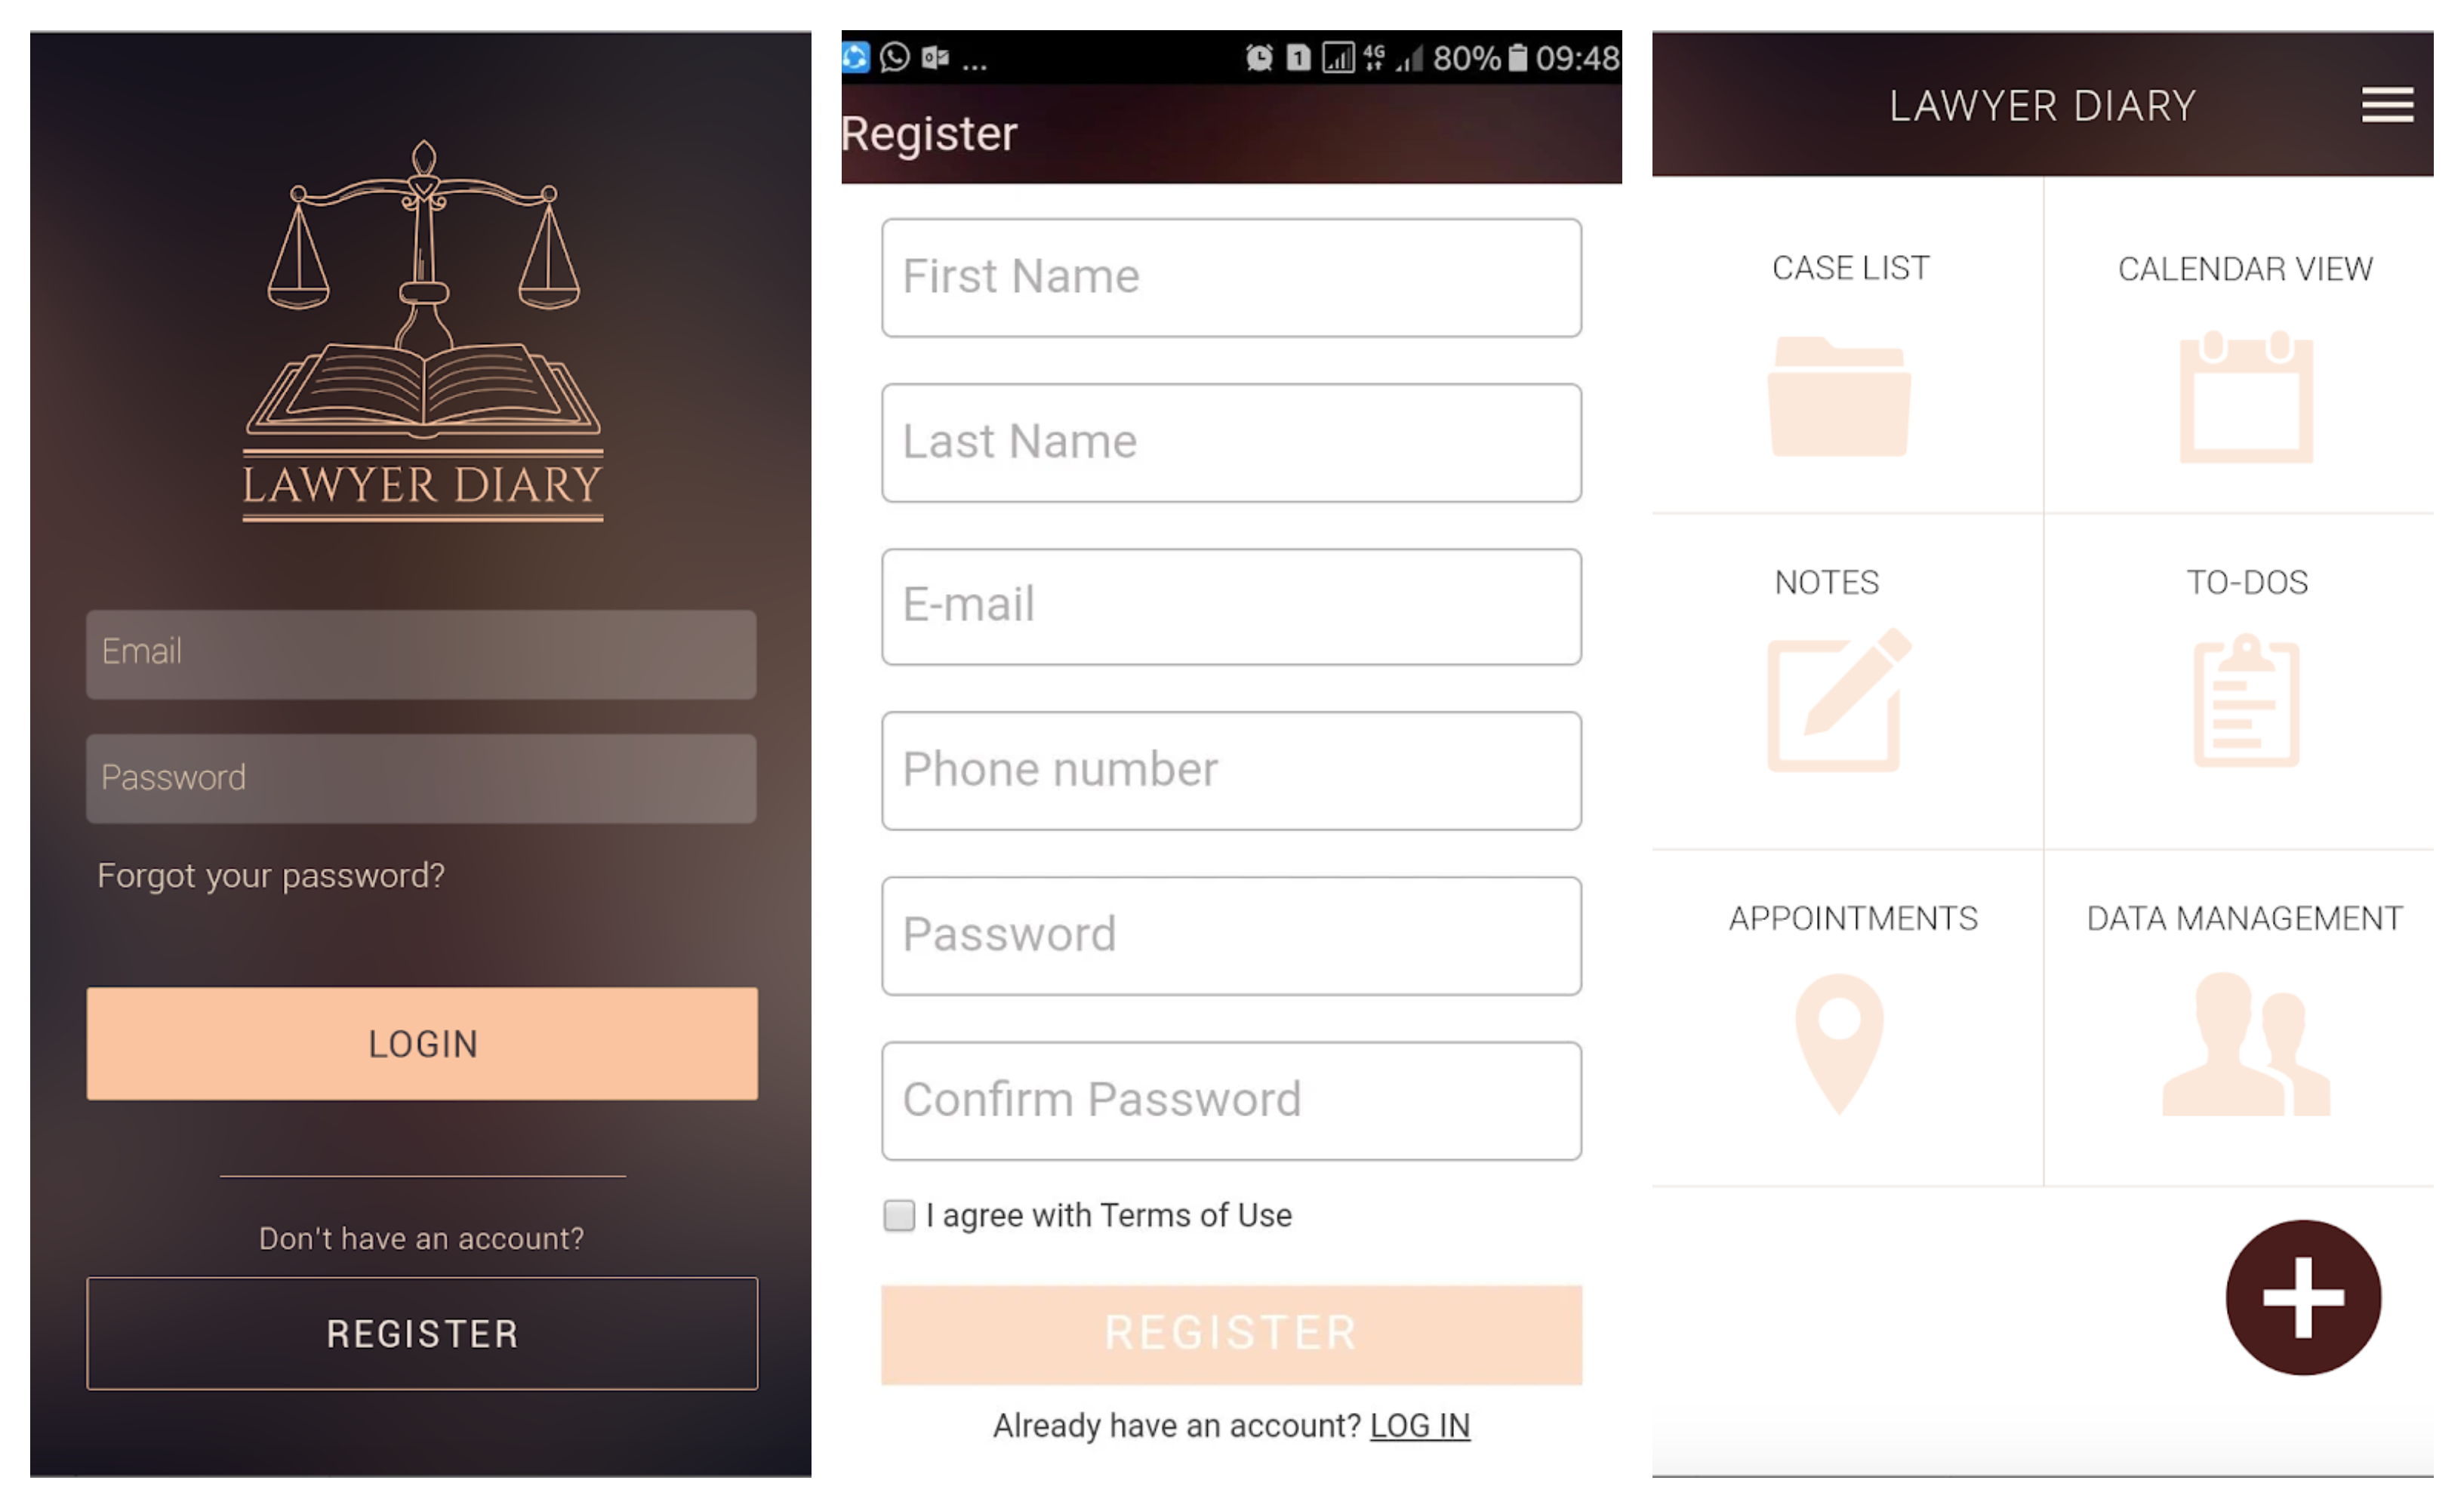 LAWYER DIARY
Email
Password
Forgot your password?
LOGIN
Don't have an account?
REGISTER
... 1 4G 80% 09:48
Register
First Name
Last Name
E-mail
Phone number
Password
Confirm Password
I agree with Terms of Use
REGISTER
Already have an account? LOG IN
LAWYER DIARY
CASE LIST
CALENDAR VIEW
NOTES
TO-DOS
APPOINTMENTS
DATA MANAGEMENT